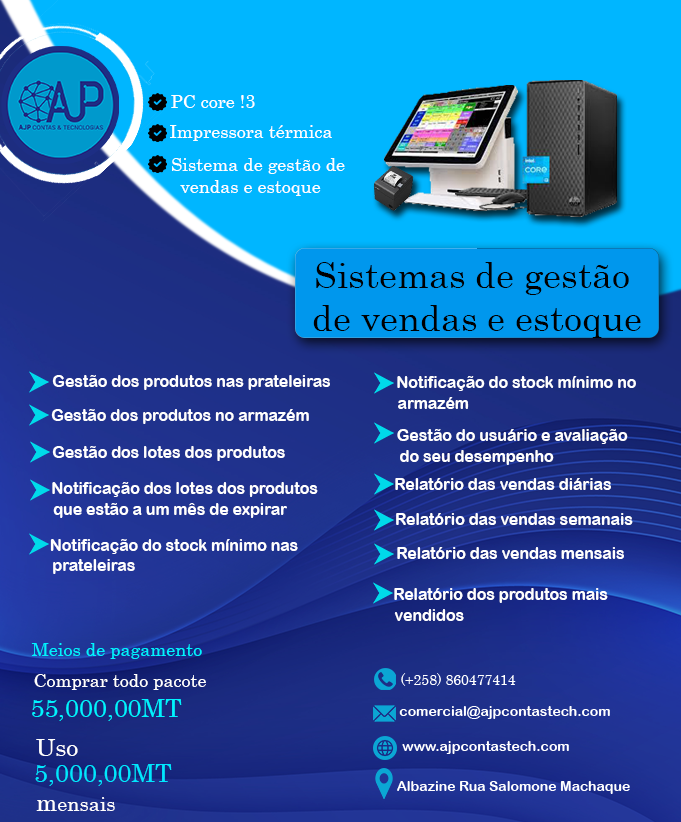 AJP
AJP CONTAS & TECNOLOGIAS
PC core !3
Impressora térmica
Sistema de gestão de
vendas e estoque
intel
CORE
i3
Sistemas de gestão
de vendas e estoque
Gestão dos produtos nas prateleiras
Gestão dos produtos no armazém
Gestão dos lotes dos produtos
Notificação dos lotes dos produtos
que estão a um mês de expirar
Notificação do stock mínimo nas
prateleiras
Notificação do stock mínimo no
armazém
Gestão do usuário e avaliação
do seu desempenho
Relatório das vendas diárias
Relatório das vendas semanais
Relatório das vendas mensais
Relatório dos produtos mais
vendidos
Meios de pagamento
Comprar todo pacote
55,000,00MT
Uso
5,000,00MT
mensais
(+258) 860477414
comercial@ajpcontastech.com
www.ajpcontastech.com
Albazine Rua Salomone Machaque